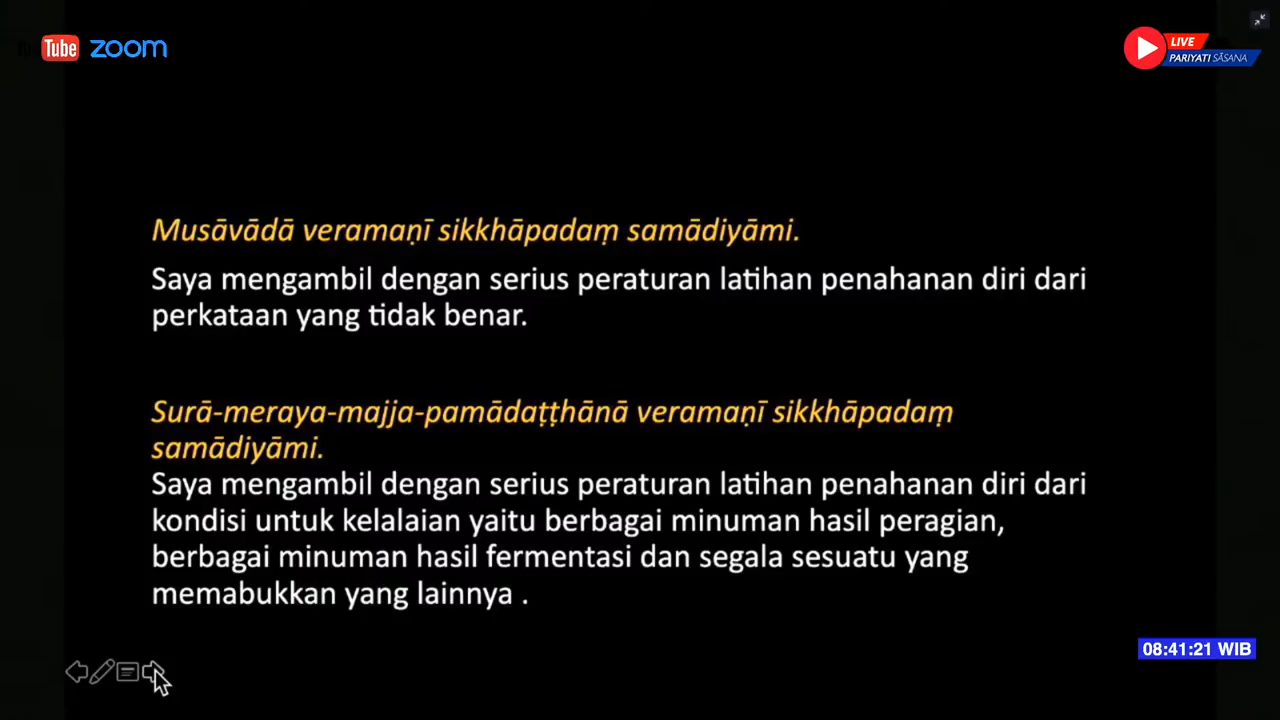 Tube zoom
LIVE
PARIYATI SĀSANA
Musāvādā veramaṇī sikkhāpadaṃ samādiyāmi.
Saya mengambil dengan serius peraturan latihan penahanan diri dari
perkataan yang tidak benar.
Surā-meraya-majja-pamādaṭṭhānā veramaṇī sikkhāpadaṃ
samādiyāmi.
Saya mengambil dengan serius peraturan latihan penahanan diri dari
kondisi untuk kelalaian yaitu berbagai minuman hasil peragian,
berbagai minuman hasil fermentasi dan segala sesuatu yang
memabukkan yang lainnya .
08:41:21 WIB